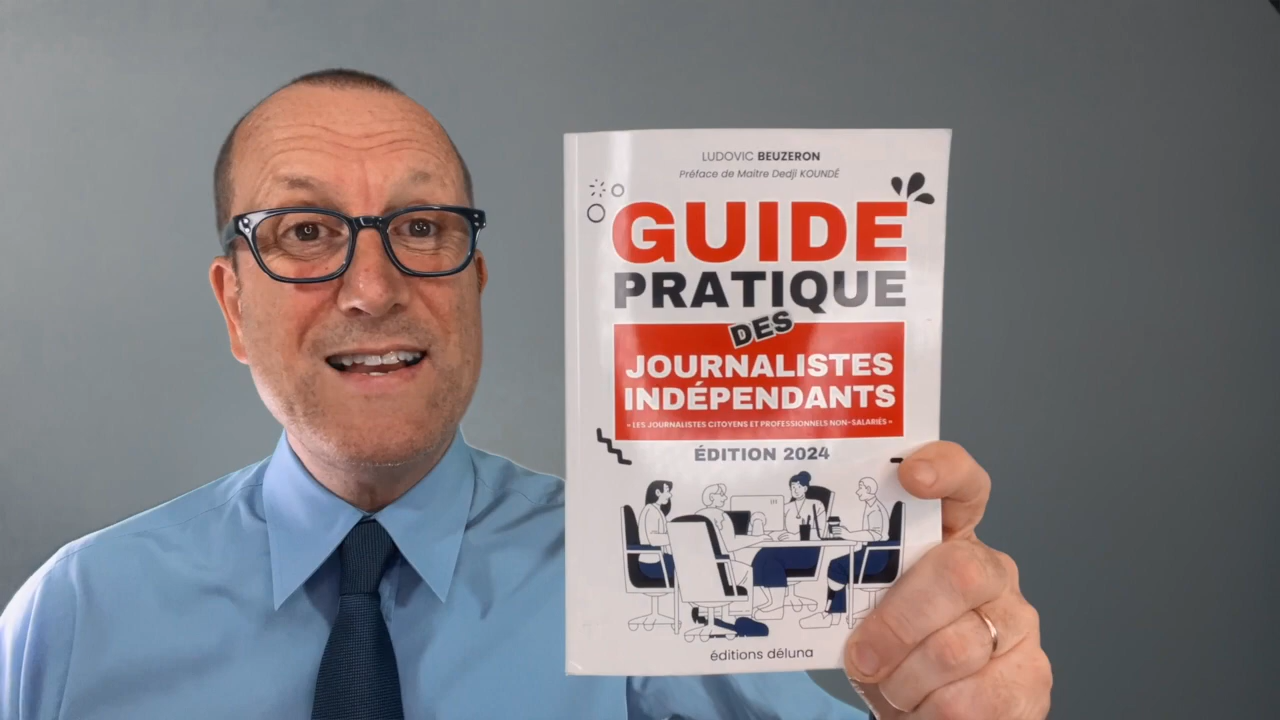 LUDOVIC BEUZERON
Préface de Maitre Dedji KOUNDÉ
GUIDE
PRATIQUE
DES
JOURNALISTES
INDÉPENDANTS
« LES JOURNALISTES CITOYENS ET PROFESSIONNELS NON-SALARIÉS »
ÉDITION 2024
éditions déluna